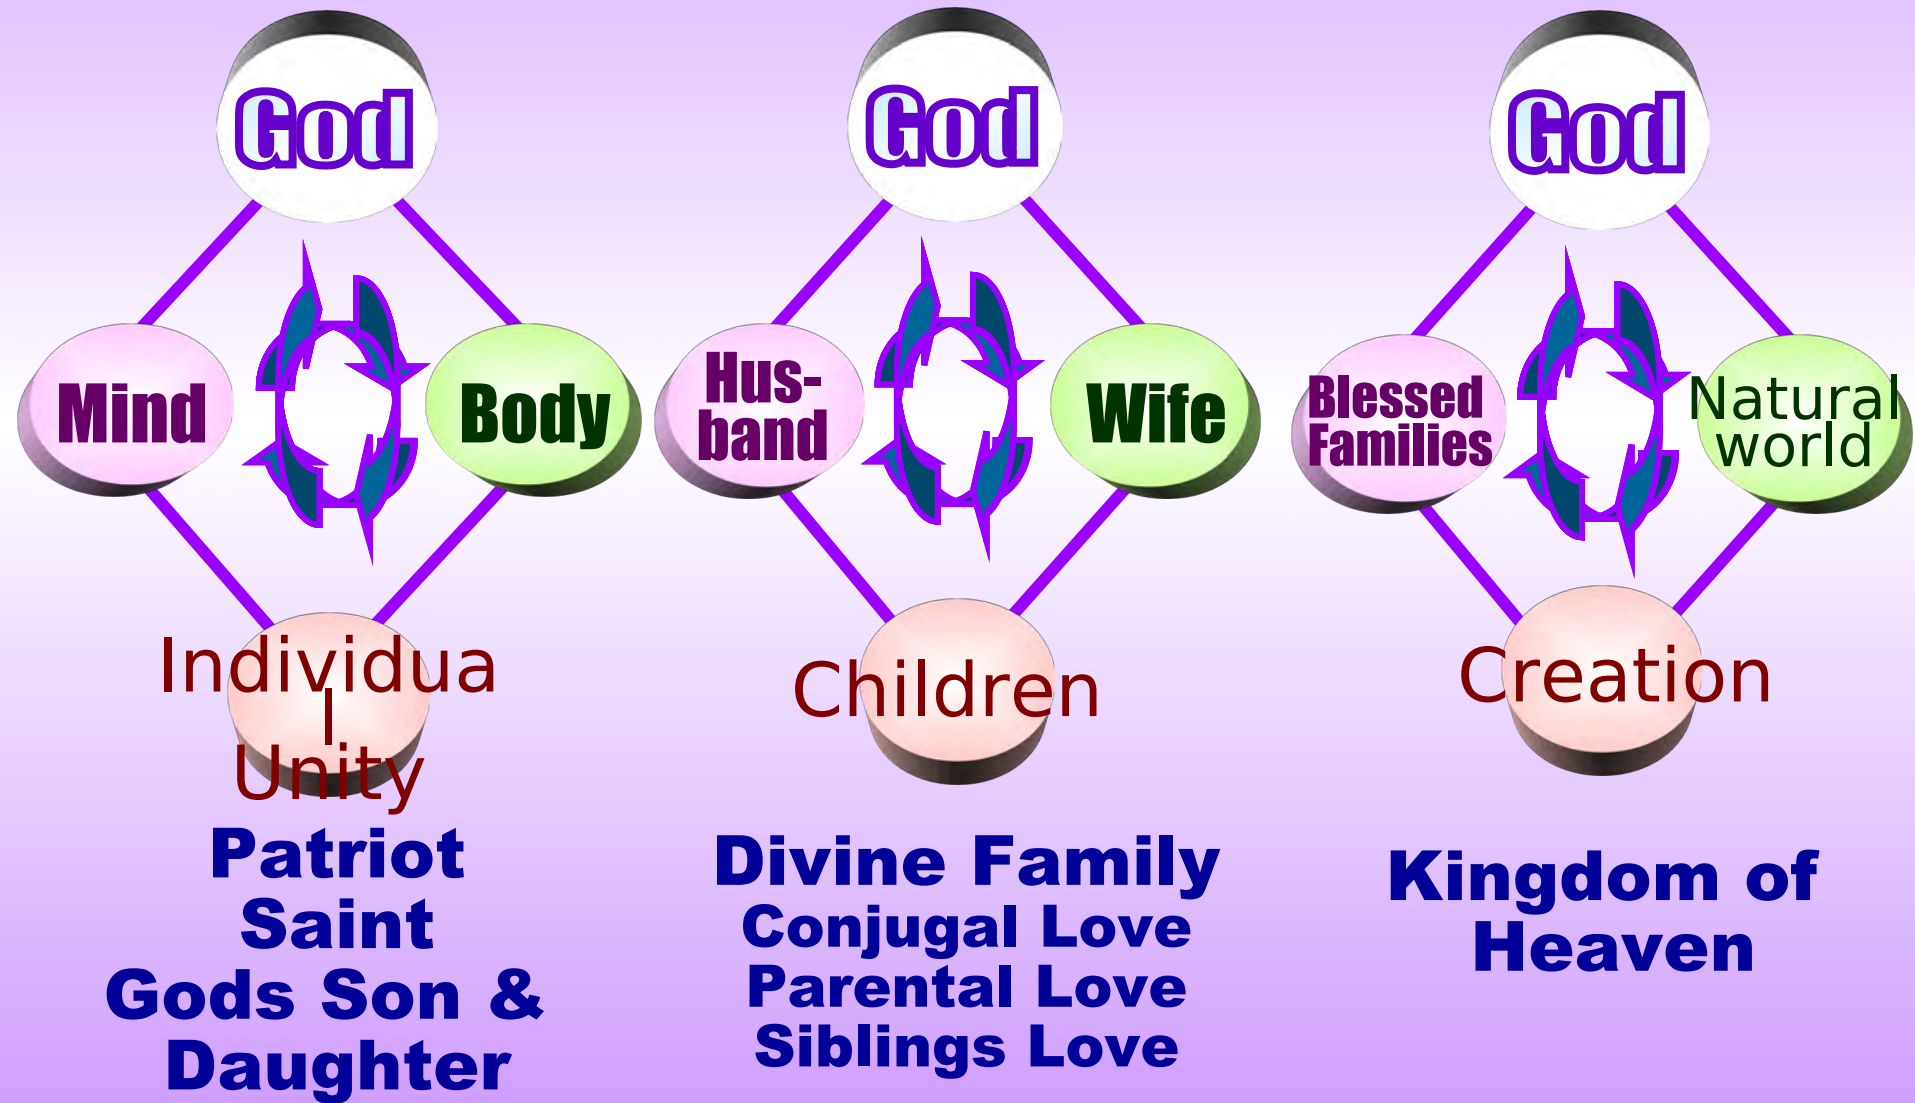 God
Mind
Body
Individua
l
Unity
Patriot
Saint
Gods Son &
Daughter
God
Hus-
band
Wife
Children
Divine Family
Conjugal Love
Parental Love
Siblings Love
God
Blessed
Families
Natural
world
Creation
Kingdom of
Heaven